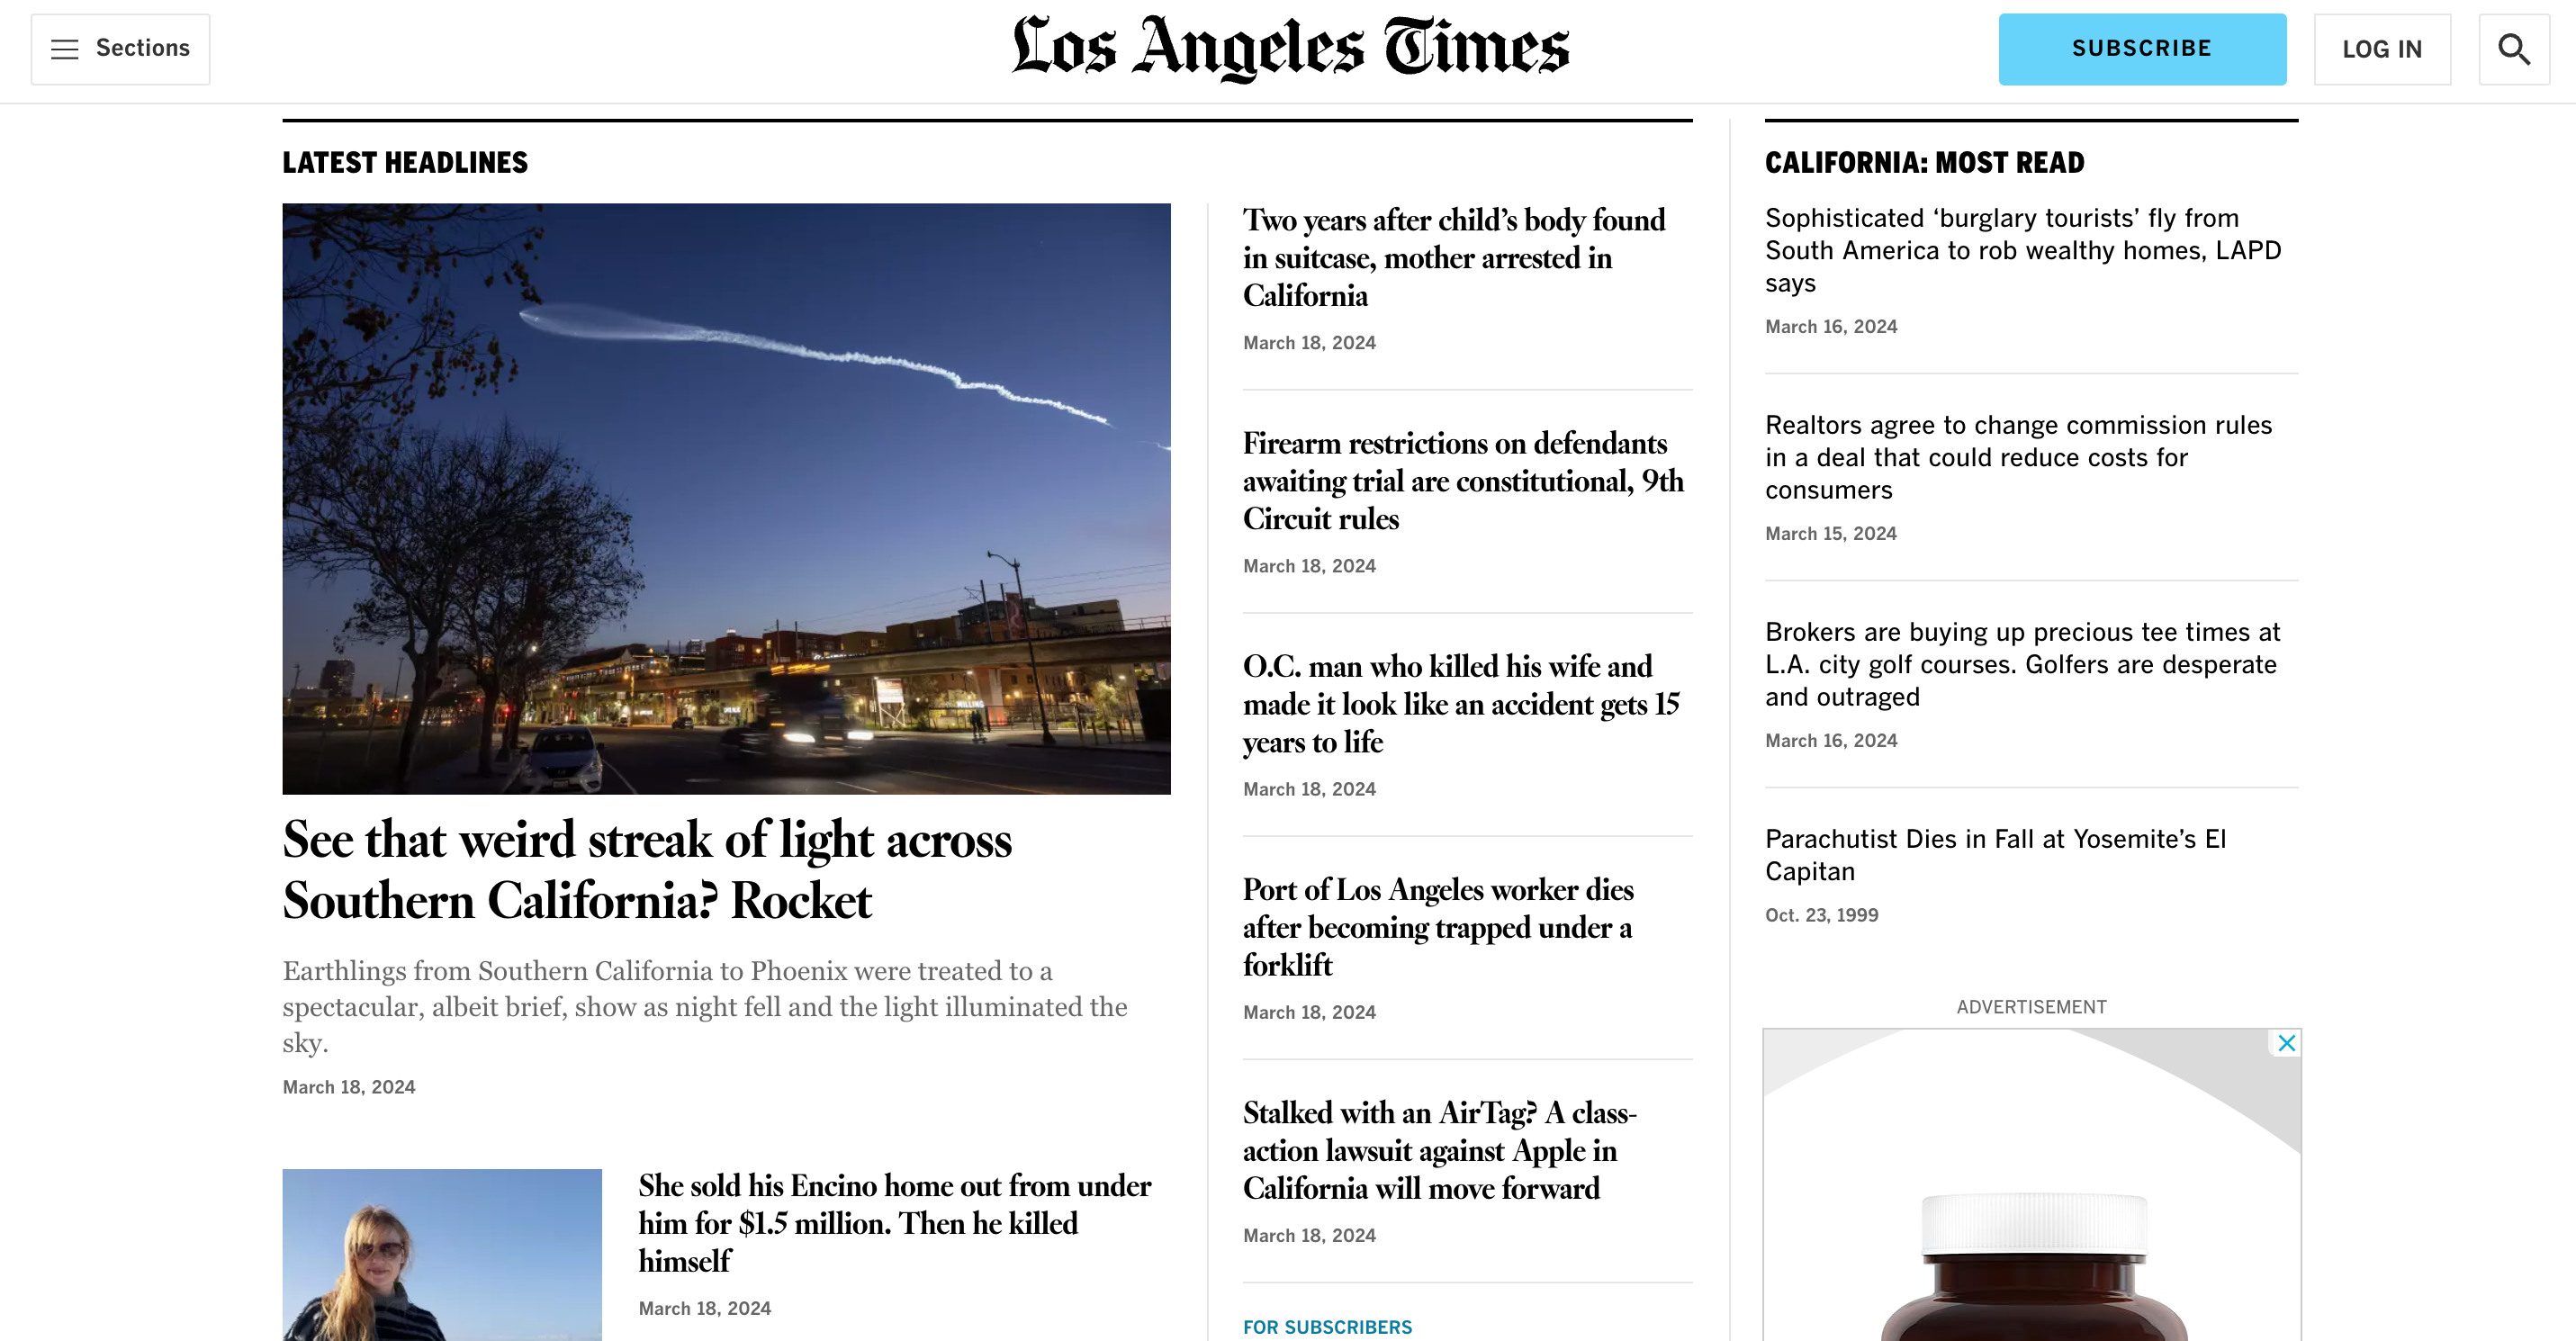 Sections
Los Angeles Times
SUBSCRIBE
LOG IN
LATEST HEADLINES
See that weird streak of light across
Southern California? Rocket
Earthlings from Southern California to Phoenix were treated to a
spectacular, albeit brief, show as night fell and the light illuminated the
sky.
March 18, 2024
She sold his Encino home out from under
him for $1.5 million. Then he killed
himself
March 18, 2024
Two years after child’s body found
in suitcase, mother arrested in
California
March 18, 2024
Firearm restrictions on defendants
awaiting trial are constitutional, 9th
Circuit rules
March 18, 2024
O.C. man who killed his wife and
made it look like an accident gets 15
years to life
March 18, 2024
Port of Los Angeles worker dies
after becoming trapped under a
forklift
March 18, 2024
Stalked with an AirTag? A class-
action lawsuit against Apple in
California will move forward
March 18, 2024
FOR SUBSCRIBERS
CALIFORNIA: MOST READ
Sophisticated ‘burglary tourists’ fly from
South America to rob wealthy homes, LAPD
says
March 16, 2024
Realtors agree to change commission rules
in a deal that could reduce costs for
consumers
March 15, 2024
Brokers are buying up precious tee times at
L.A. city golf courses. Golfers are desperate
and outraged
March 16, 2024
Parachutist Dies in Fall at Yosemite’s El
Capitan
Oct. 23, 1999
ADVERTISEMENT